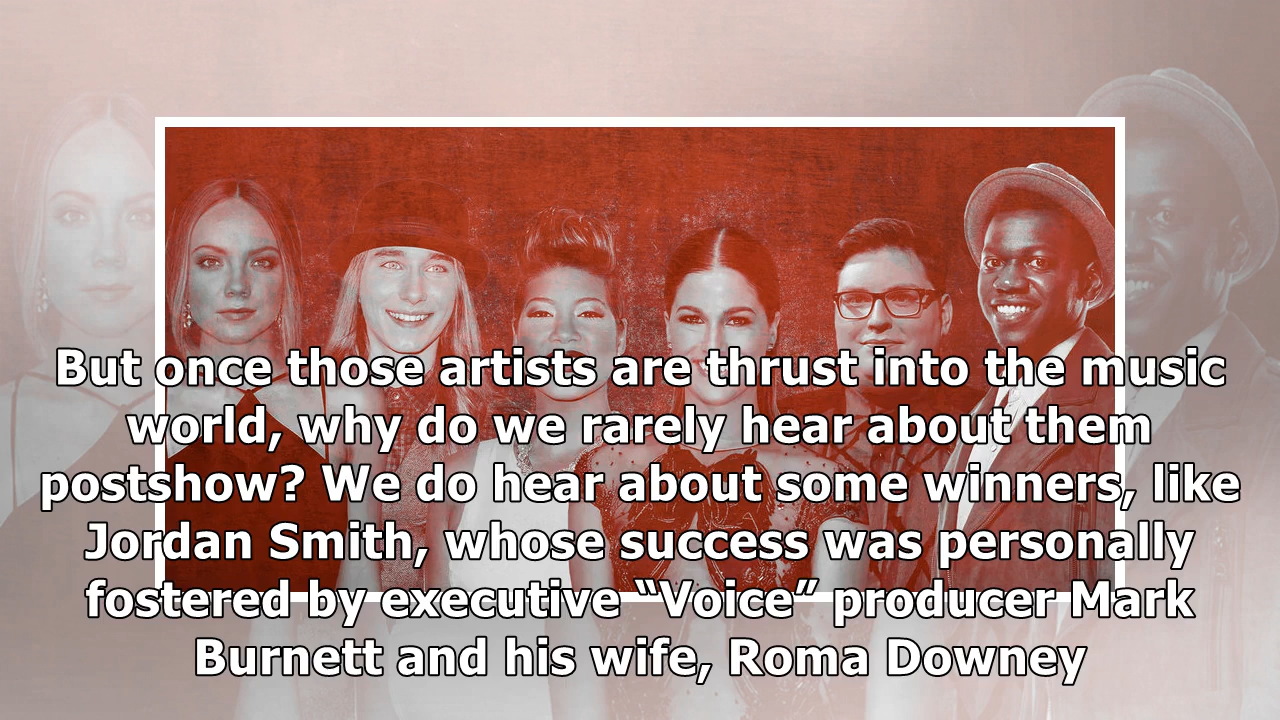 But once those artists are thrust into the music
world, why do we rarely hear about them
postshow? We do hear about some winners, like
Jordan Smith, whose success was personally
fostered by executive “Voice” producer Mark
Burnett and his wife, Roma Downey